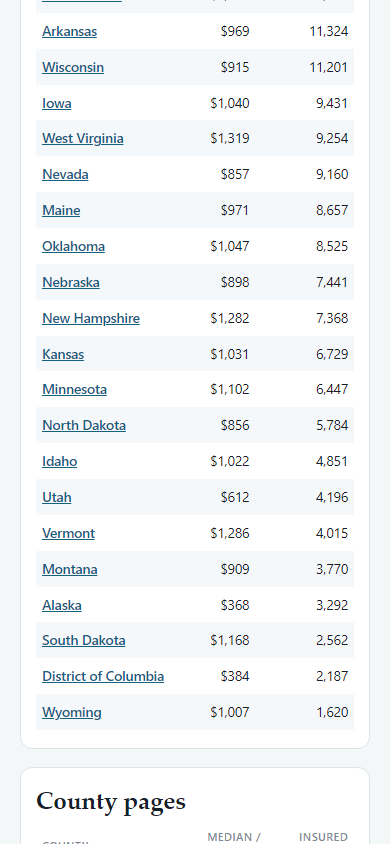 Arkansas $969 11,324
Wisconsin $915 11,201
Iowa $1,040 9,431
West Virginia $1,319 9,254
Nevada $857 9,160
Maine $971 8,657
Oklahoma $1,047 8,525
Nebraska $898 7,441
New Hampshire $1,282 7,368
Kansas $1,031 6,729
Minnesota $1,102 6,447
North Dakota $856 5,784
Idaho $1,022 4,851
Utah $612 4,196
Vermont $1,286 4,015
Montana $909 3,770
Alaska $368 3,292
South Dakota $1,168 2,562
District of Columbia $384 2,187
Wyoming $1,007 1,620
County pages
MEDIAN / INSURED
COUNTY